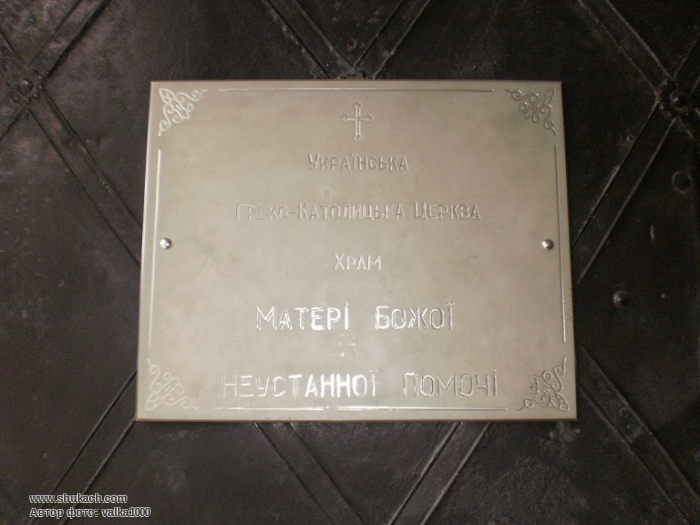 Українська
Греко-Католицька Церква
Храм
МАТЕРІ БОЖОЇ
НЕУСТАННОЇ ПОМОЧІ
www.shukach.com
Автор фото: valka1000